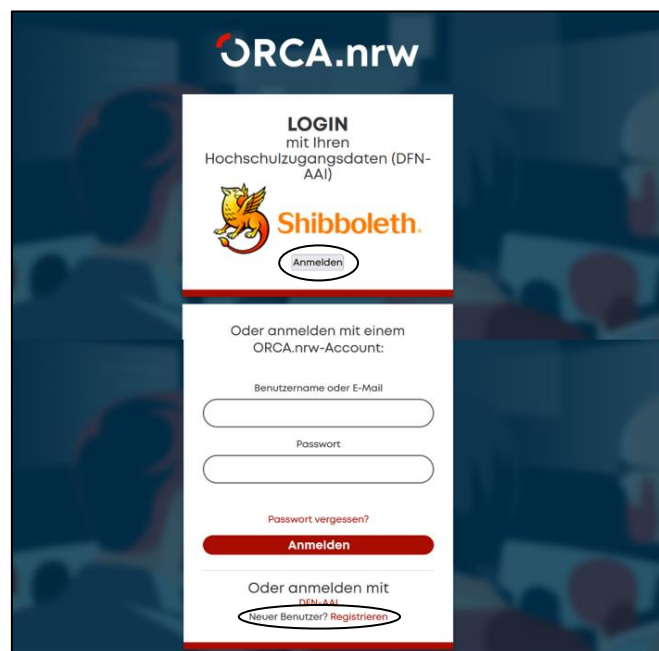 ORCA.nrw
LOGIN
mit Ihren
Hochschulzugangsdaten (DFN-
AAI)
Shibboleth.
Anmelden
Oder anmelden mit einem
ORCA.nrw-Account:
Benutzername oder E-Mail
Passwort
Passwort vergessen?
Anmelden
Oder anmelden mit
DFN-AAI
Neuer Benutzer? Registrieren